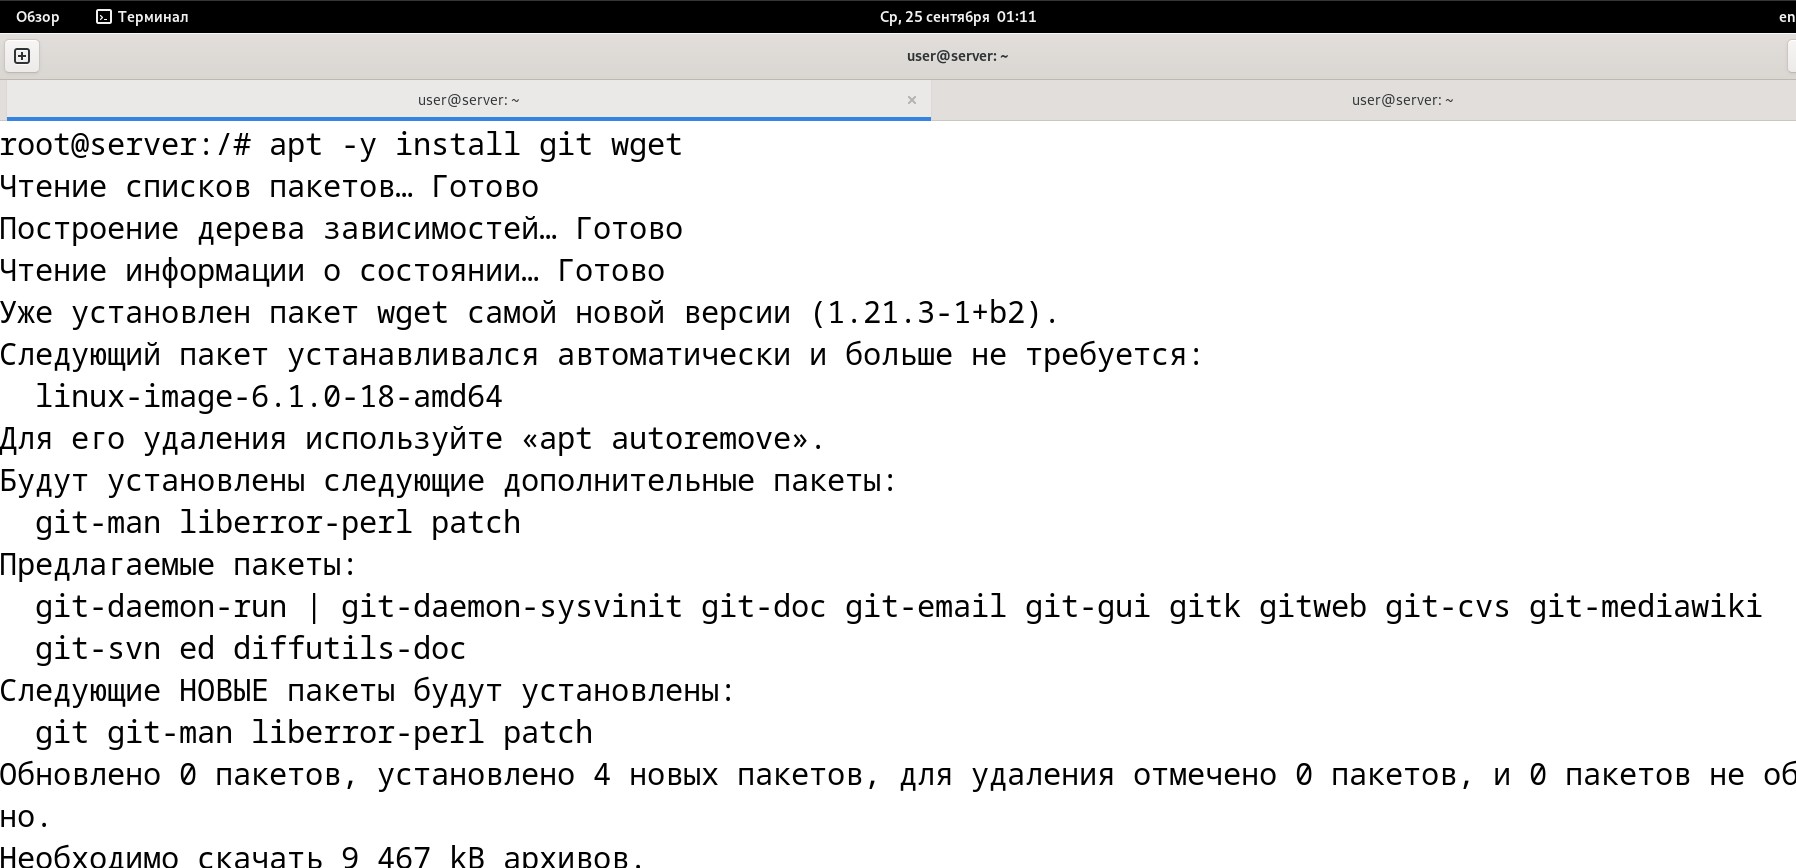 Обзор Терминал Ср, 25 сентября 01:11 en
user@server: ~
user@server: ~ × user@server: ~
root@server:/# apt -y install git wget
Чтение списков пакетов… Готово
Построение дерева зависимостей… Готово
Чтение информации о состоянии… Готово
Уже установлен пакет wget самой новой версии (1.21.3-1+b2).
Следующий пакет устанавливался автоматически и больше не требуется:
linux-image-6.1.0-18-amd64
Для его удаления используйте «apt autoremove».
Будут установлены следующие дополнительные пакеты:
git-man liberror-perl patch
Предлагаемые пакеты:
git-daemon-run | git-daemon-sysvinit git-doc git-email git-gui gitk gitweb git-cvs git-mediawiki
git-svn ed diffutils-doc
Следующие НОВЫЕ пакеты будут установлены:
git git-man liberror-perl patch
Обновлено 0 пакетов, установлено 4 новых пакетов, для удаления отмечено 0 пакетов, и 0 пакетов не об
но.
Необходимо скачать 9 467 kB архивов.